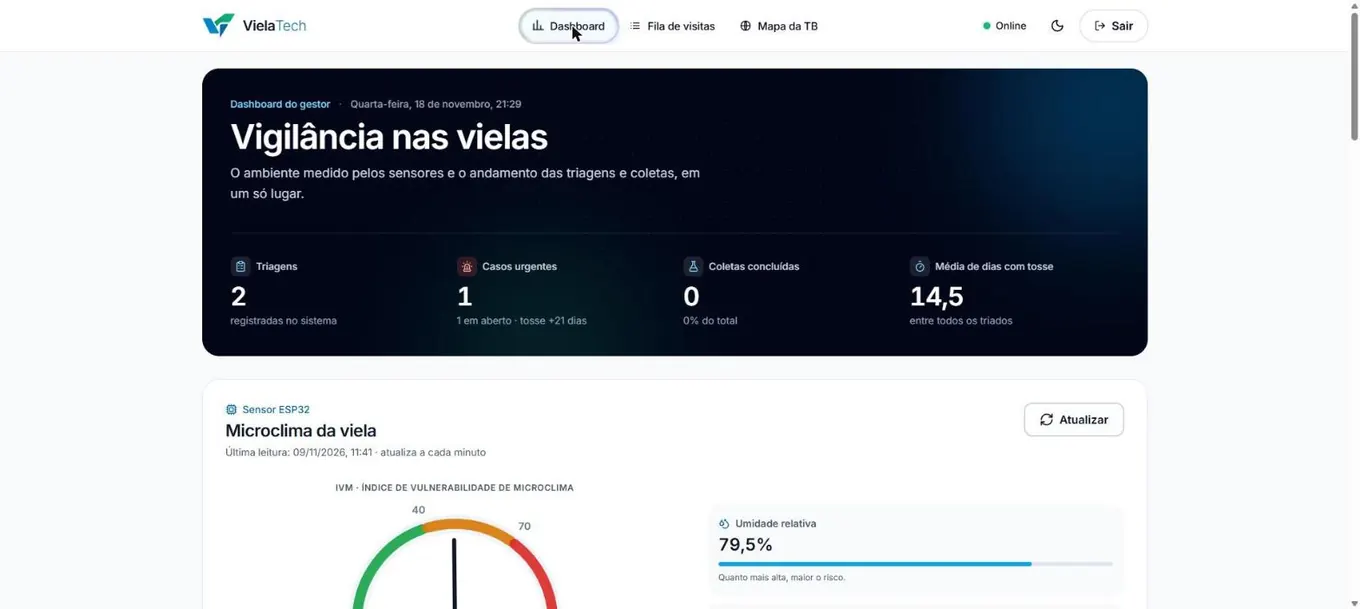 VielaTech
Dashboard
Fila de visitas
Mapa da TB
Online
Sair
Dashboard do gestor · Quarta-feira, 18 de novembro, 21:29
Vigilância nas vielas
O ambiente medido pelos sensores e o andamento das triagens e coletas, em
um só lugar.
Triagens
2
registradas no sistema
Casos urgentes
1
1 em aberto · tosse +21 dias
Coletas concluídas
0
0% do total
Média de dias com tosse
14,5
entre todos os triados
Sensor ESP32
Microclima da viela
Última leitura: 09/11/2026, 11:41 · atualiza a cada minuto
Atualizar
IVM · ÍNDICE DE VULNERABILIDADE DE MICROCLIMA
40
70
Umidade relativa
79,5%
Quanto mais alta, maior o risco.